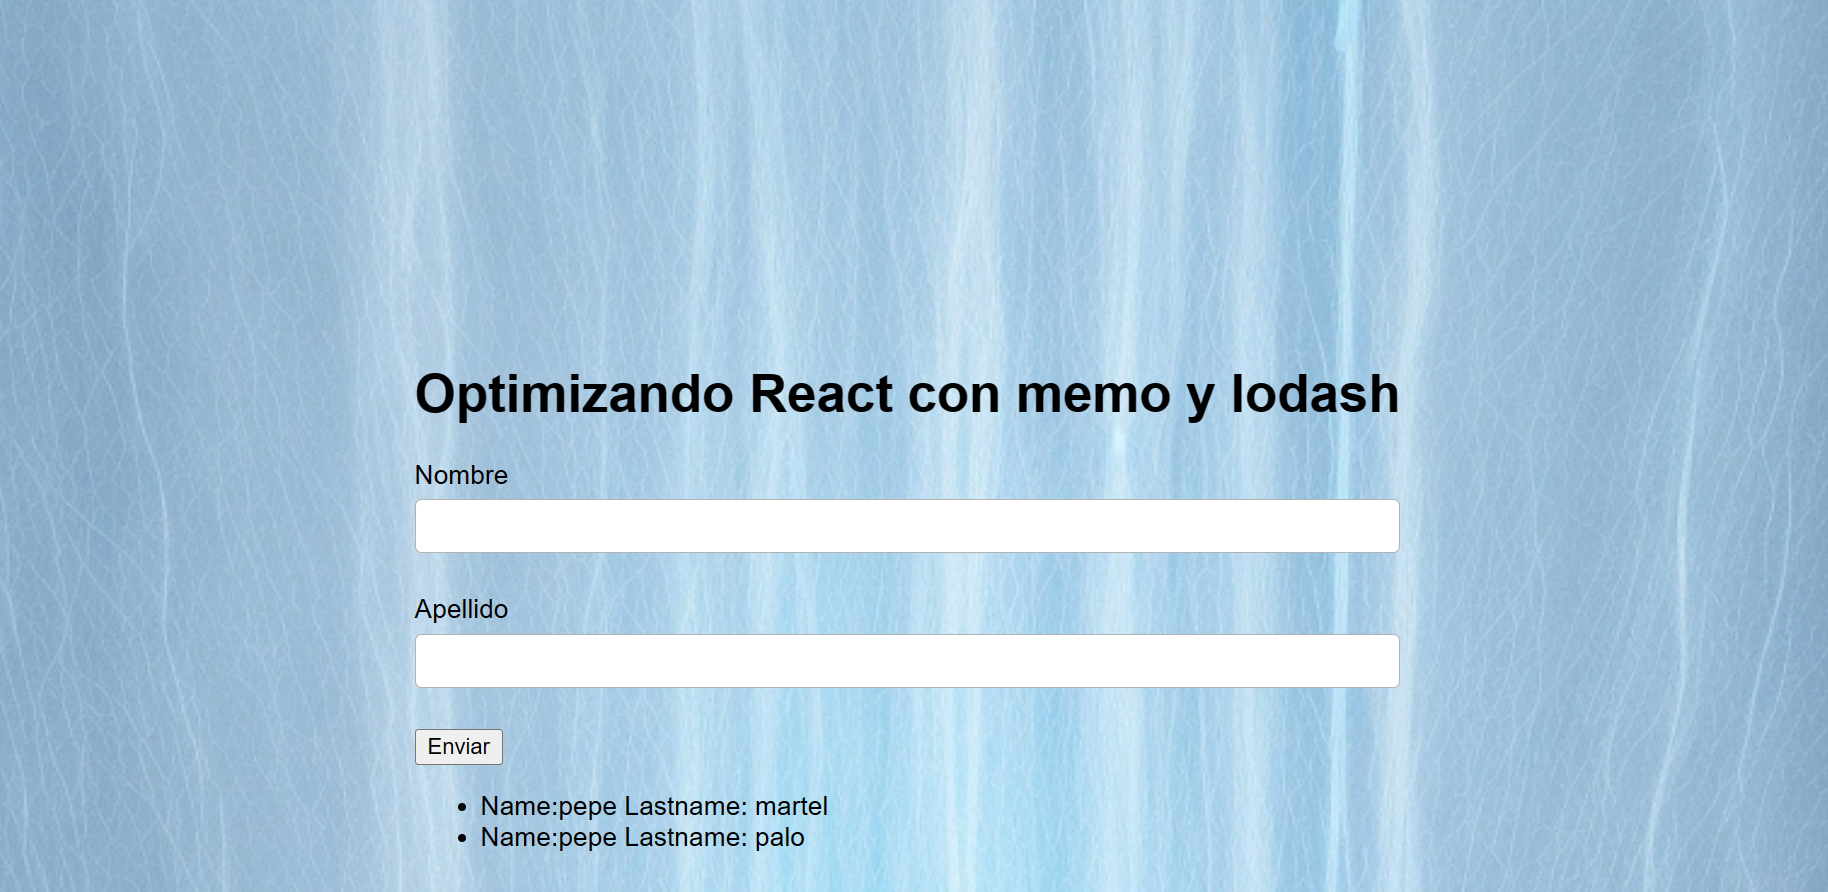 Optimizando React con memo y lodash
Nombre
Apellido
Enviar
Name:pepe Lastname: martel
Name:pepe Lastname: palo